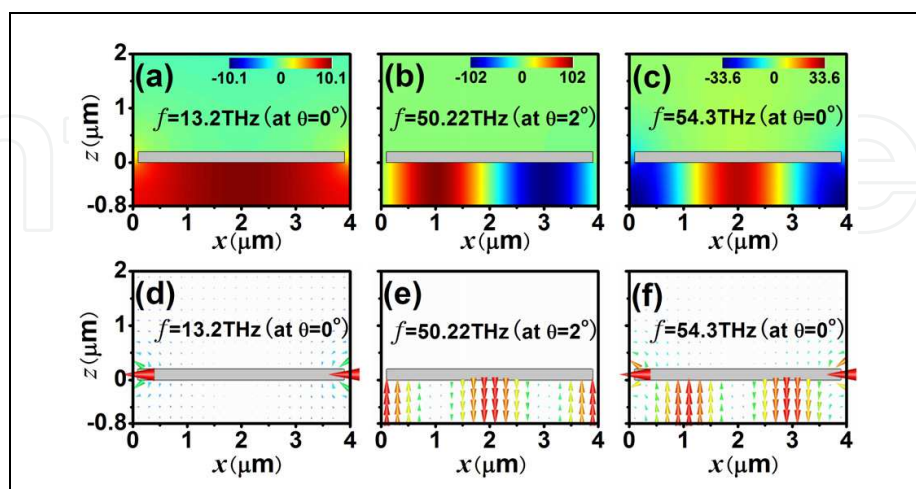 (a) -10.1 0 10.1
f=13.2THz (at θ=0°)
(b) -102 0 102
f=50.22THz (at θ=2°)
(c) -33.6 0 33.6
f=54.3THz (at θ=0°)
z(μm)
2
1
0
-0.8
0 1 2 3 4
0 1 2 3 4
0 1 2 3 4
x(μm)
x(μm)
x(μm)
(d)
f=13.2THz (at θ=0°)
(e)
f=50.22THz (at θ=2°)
(f)
f=54.3THz (at θ=0°)
z(μm)
2
1
0
-0.8
0 1 2 3 4
0 1 2 3 4
0 1 2 3 4
x(μm)
x(μm)
x(μm)